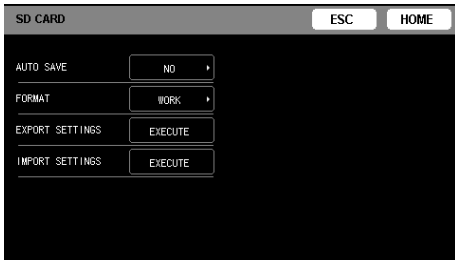 SD CARD ESC HOME
AUTO SAVE NO
FORMAT WORK
EXPORT SETTINGS EXECUTE
IMPORT SETTINGS EXECUTE